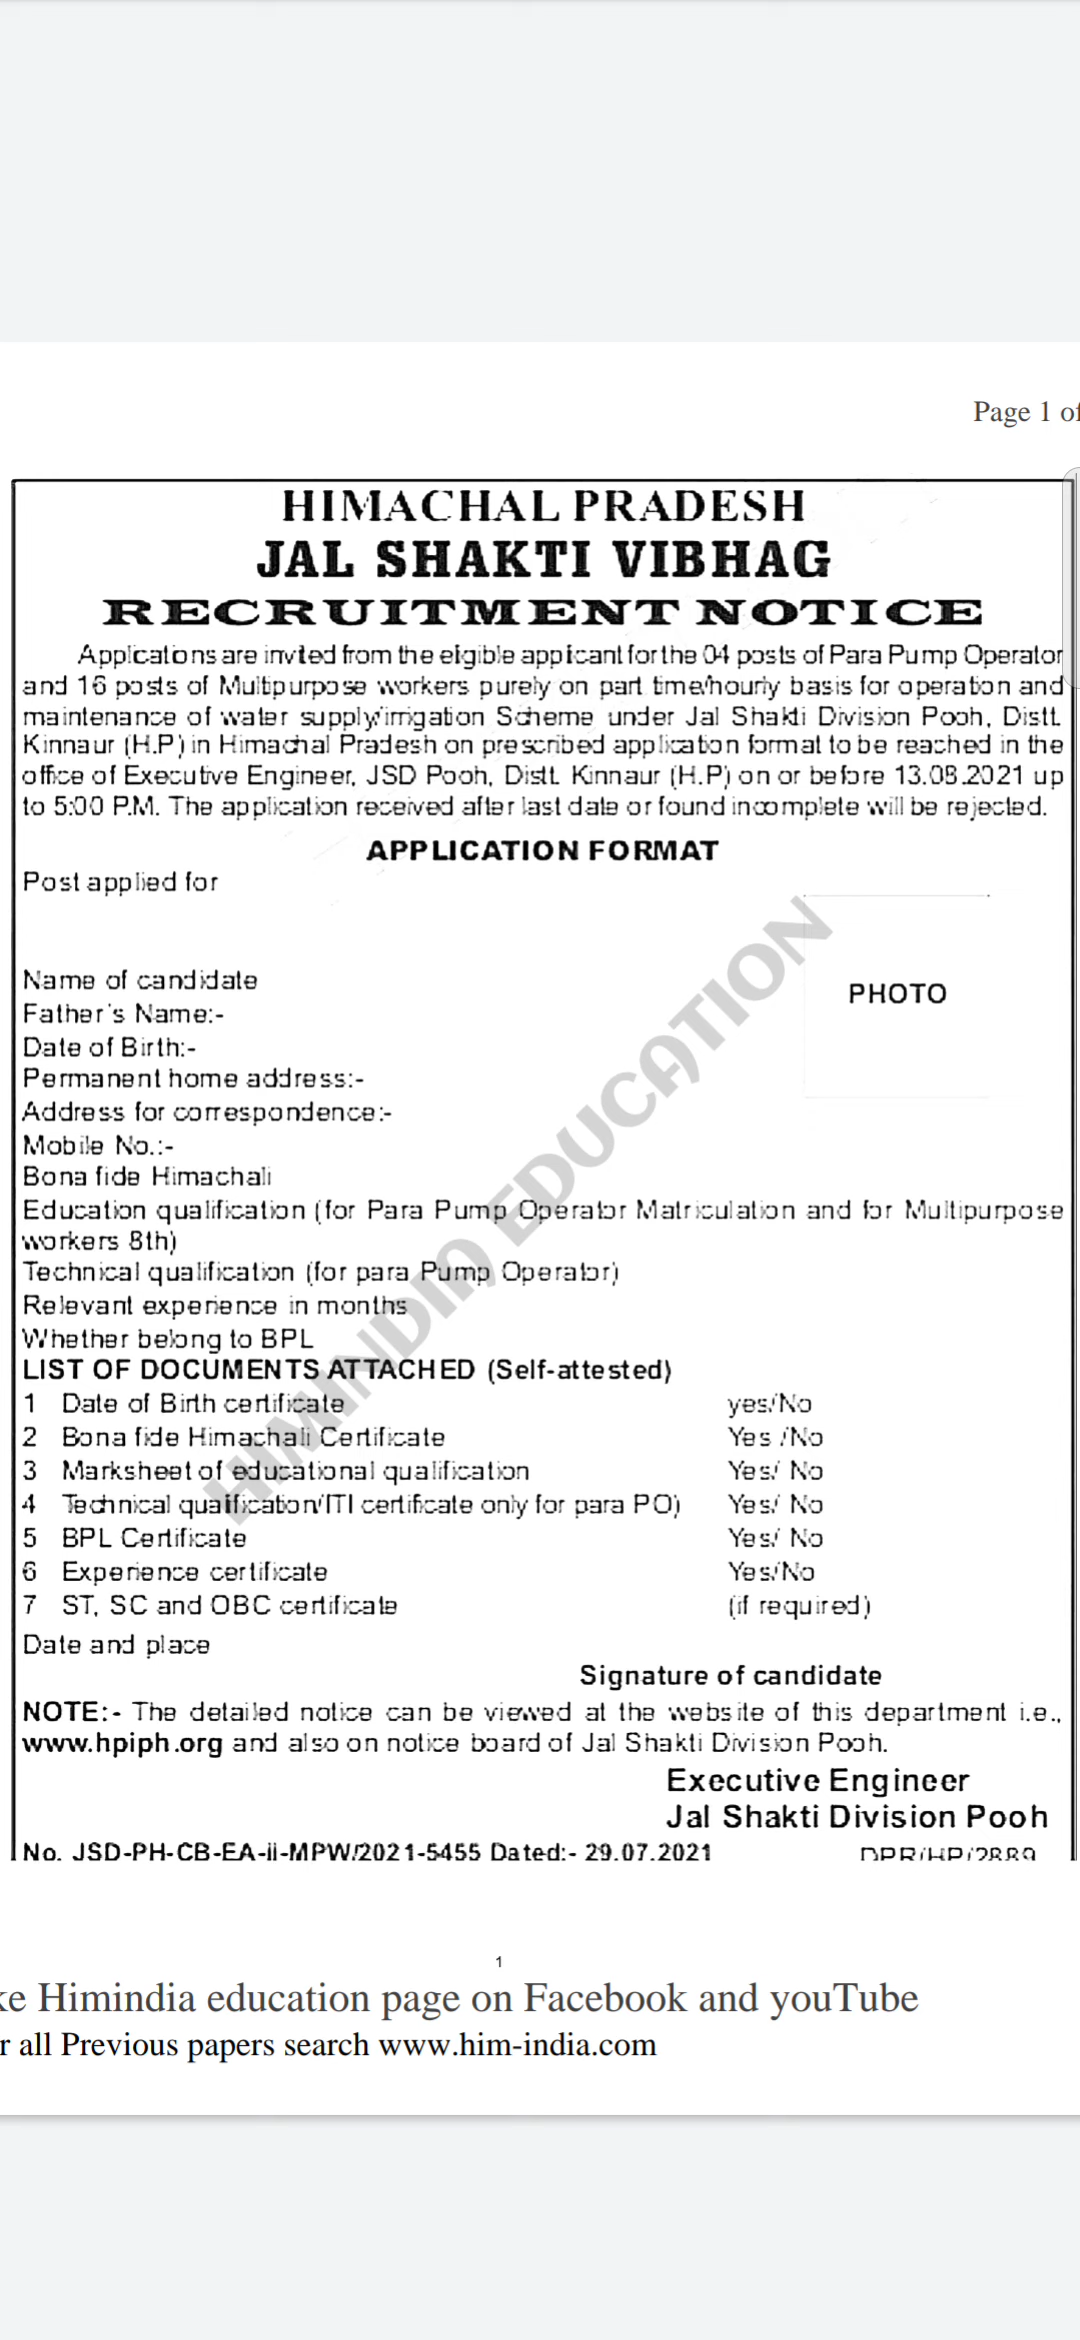 Page 1 of
HIMACHAL PRADESH
JAL SHAKTI VIBHAG
RECRUITMENT NOTICE
Applications are invited from the elgible applicant for the 04 posts of Para Pump Operator
and 16 posts of Multipurpose workers purely on part time/hourly basis for operation and
maintenance of water supply/irrigation Scheme under Jal Shakti Division Pooh, Distt.
Kinnaur (H.P) in Himachal Pradesh on prescribed application format to be reached in the
office of Executive Engineer, JSD Pooh, Distt. Kinnaur (H.P) on or before 13.08.2021 up
to 5:00 P.M. The application received after last date or found incomplete will be rejected.
APPLICATION FORMAT
Post applied for
PHOTO
Name of candidate
Father's Name:-
Date of Birth:-
Permanent home address:-
Address for correspondence:-
Mobile No.:-
Bona fide Himachali
Education qualification (for Para Pump Operator Matriculation and for Multipurpose
workers 8th)
Technical qualification (for para Pump Operator)
Relevant experience in months
Whether belong to BPL
HIMINDIA EDUCATION
LIST OF DOCUMENTS ATTACHED (Self-attested)
1 Date of Birth certificate yes/No
2 Bona fide Himachali Certificate Yes /No
3 Marksheet of educational qualification Yes/ No
4 Technical qualification/ITI certificate only for para PO) Yes/ No
5 BPL Certificate Yes/ No
6 Experience certificate Yes/No
7 ST, SC and OBC certificate (if required)
Date and place
Signature of candidate
NOTE:- The detailed notice can be viewed at the website of this department i.e.,
www.hpiph.org and also on notice board of Jal Shakti Division Pooh.
Executive Engineer
Jal Shakti Division Pooh
No. JSD-PH-CB-EA-ii-MPW/2021-5455 Dated:- 29.07.2021 DPR/HP/2889
1
ke Himindia education page on Facebook and youTube
r all Previous papers search www.him-india.com